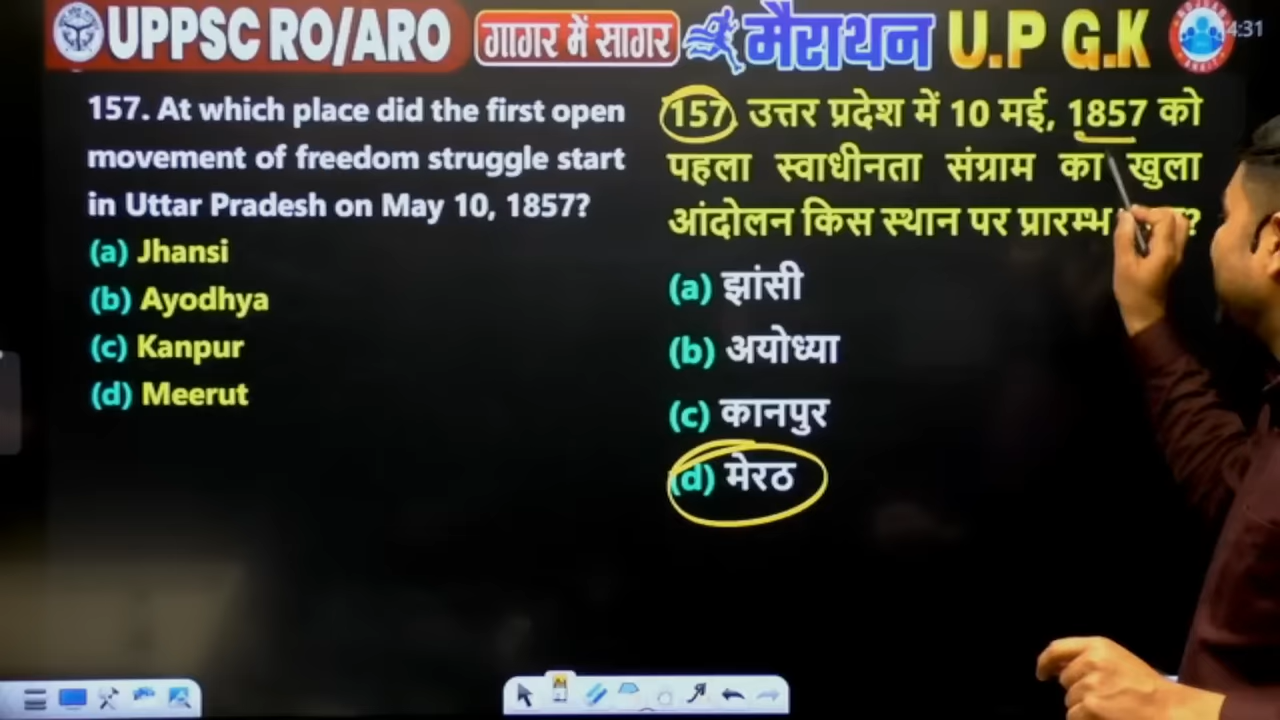 UPPSC RO/ARO गागर में सागर मैराथन U.P G.K
4:31
157. At which place did the first open
movement of freedom struggle start
in Uttar Pradesh on May 10, 1857?
(a) Jhansi
(b) Ayodhya
(c) Kanpur
(d) Meerut
157. उत्तर प्रदेश में 10 मई, 1857 को
पहला स्वाधीनता संग्राम का खुला
आंदोलन किस स्थान पर प्रारम्भ ?
(a) झांसी
(b) अयोध्या
(c) कानपुर
(d) मेरठ